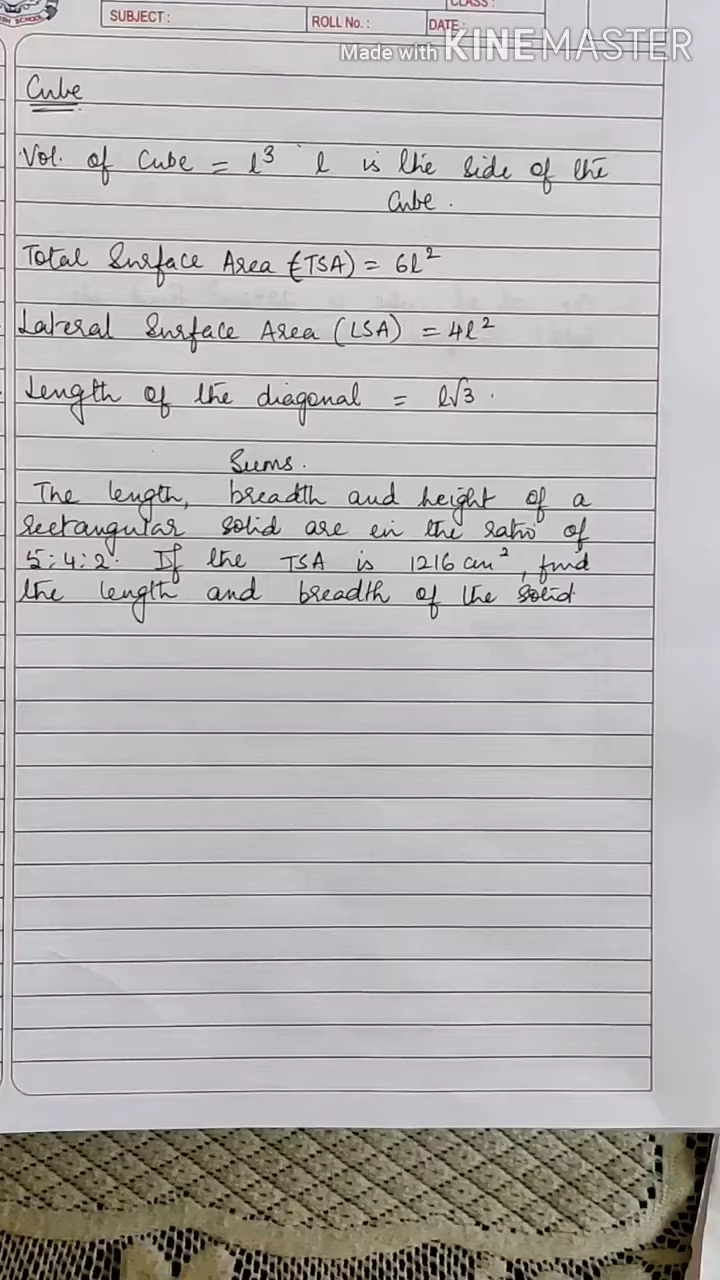 CLASS:
SUBJECT: ROLL No.: DATE:
Made with KINEMASTER
Cube
Vol. of Cube = l³ l is the side of the
Cube.
Total Surface Area (TSA) = 6l²
Lateral Surface Area (LSA) = 4l²
Length of the diagonal = l√3.
Sums.
The length, breadth and height of a
rectangular solid are in the ratio of
5:4:2. If the TSA is 1216 cm², find
the length and breadth of the solid